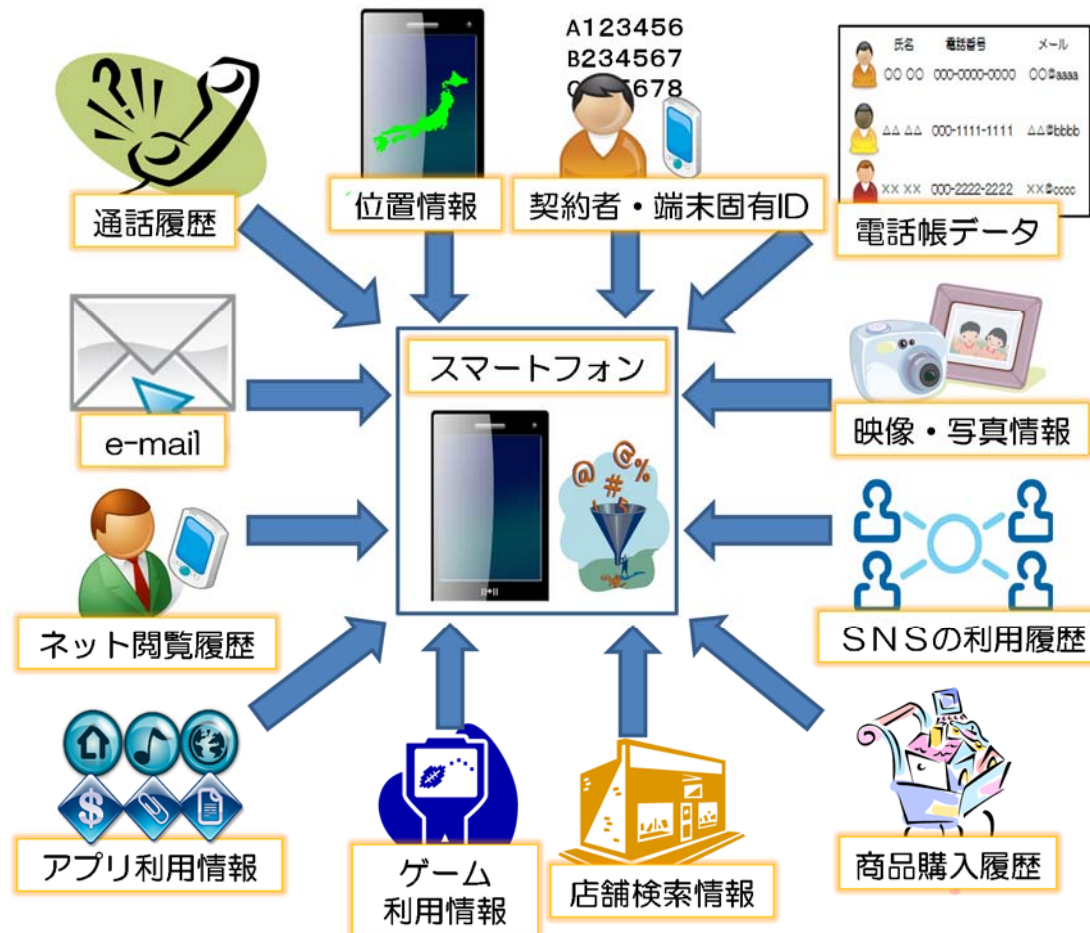 A123456
B234567
氏名 電話番号 メール
○○ ○○ 000-0000-0000 ○○@aaaa
△△ △△ 000-1111-1111 △△@bbbb
×× ×× 000-2222-2222 ××@cccc
通話履歴
位置情報
契約者・端末固有ID
電話帳データ
スマートフォン
e-mail
映像・写真情報
@ @ %
#
ネット閲覧履歴
SNSの利用履歴
$
アプリ利用情報
ゲーム
利用情報
店舗検索情報
商品購入履歴